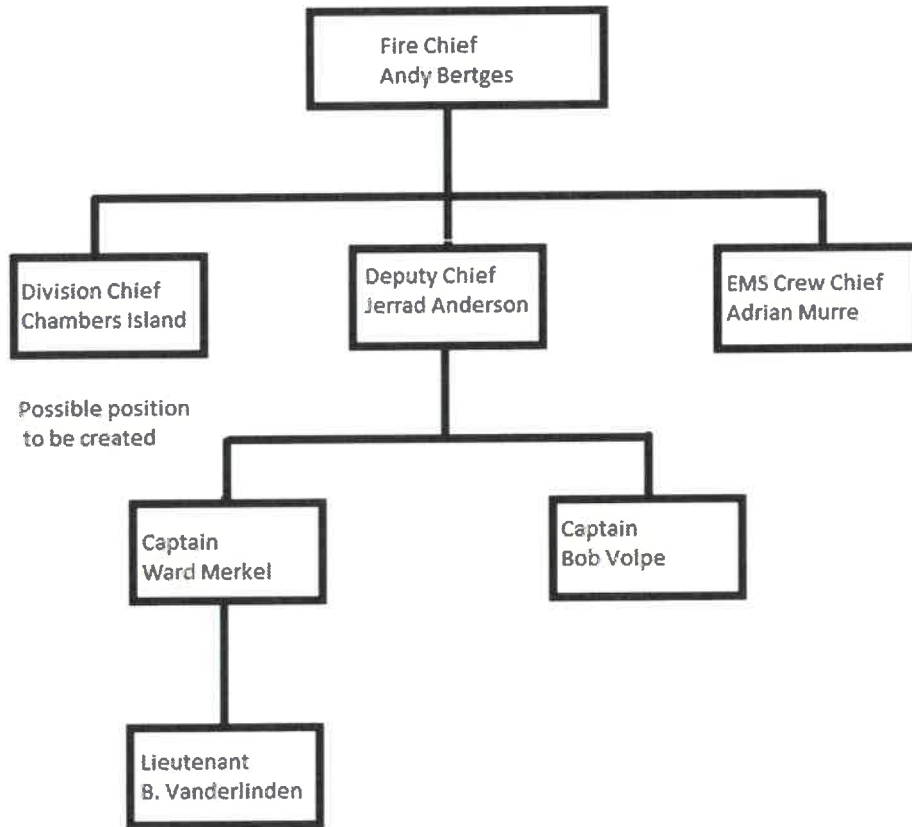 Fire Chief
Andy Bertges
Division Chief
Chambers Island
Deputy Chief
Jerrad Anderson
EMS Crew Chief
Adrian Murre
Possible position
to be created
Captain
Ward Merkel
Captain
Bob Volpe
Lieutenant
B. Vanderlinden